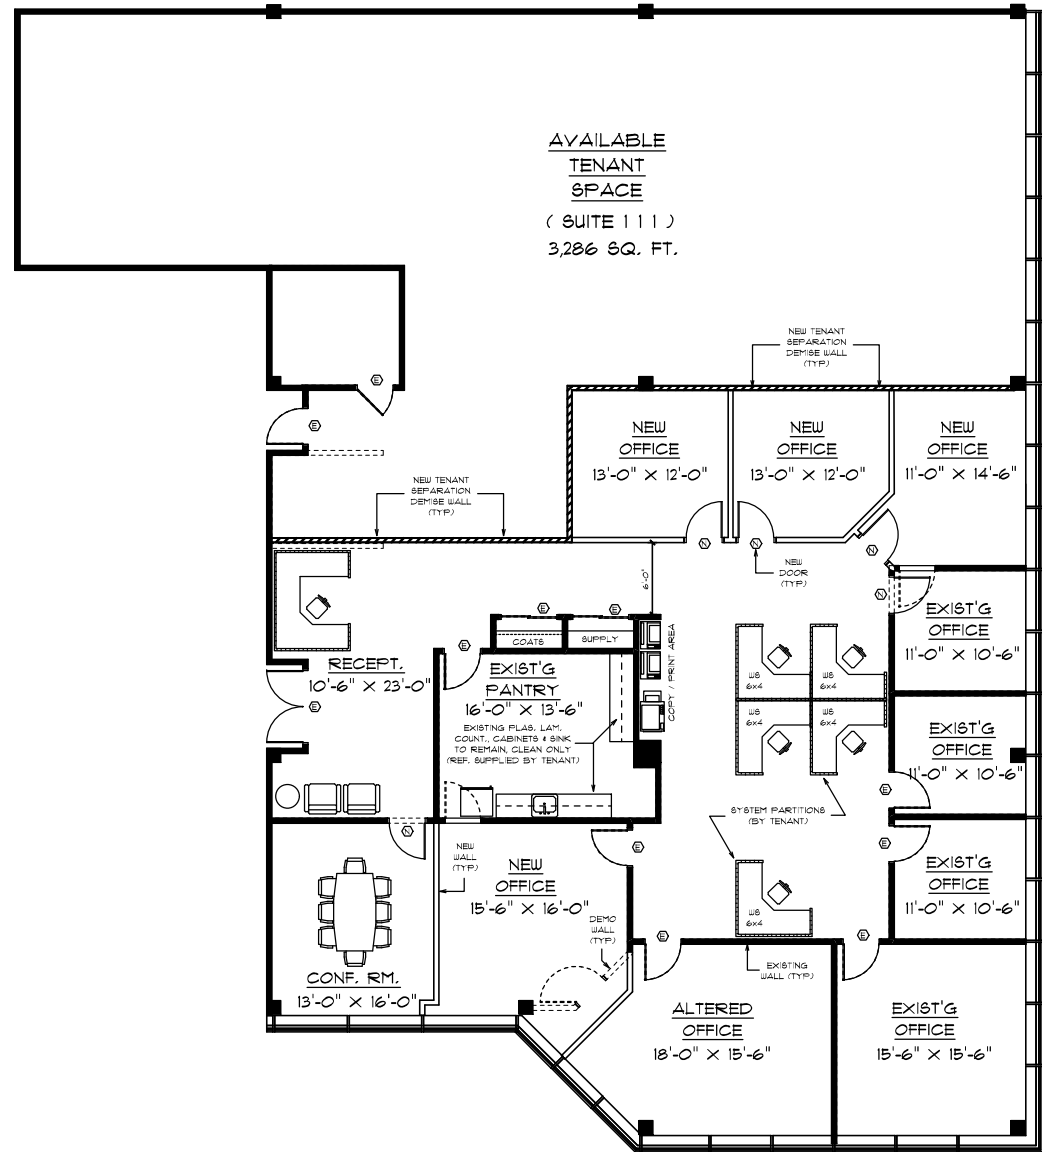 AVAILABLE
TENANT
SPACE
( SUITE 111 )
3,286 SQ. FT.
NEW TENANT
SEPARATION
DEMISE WALL
(TYP.)
E
E
NEW
OFFICE
13'-0" X 12'-0"
NEW
OFFICE
13'-0" X 12'-0"
NEW
OFFICE
11'-0" X 14'-6"
NEW TENANT
SEPARATION
DEMISE WALL
(TYP.)
N
N
N
NEW
DOOR
(TYP.)
6'-0"
N
E
E
EXIST'G
OFFICE
11'-0" X 10'-6"
COATS
SUPPLY
E
COPY / PRINT AREA
RECEPT.
10'-6" X 23'-0"
E
EXIST'G
PANTRY
16'-0" X 13'-6"
EXISTING PLAS. LAM.
COUNT., CABINETS & SINK
TO REMAIN, CLEAN ONLY
(REF. SUPPLIED BY TENANT)
WS
6x4
WS
6x4
WS
6x4
WS
6x4
EXIST'G
OFFICE
11'-0" X 10'-6"
E
SYSTEM PARTITIONS
(BY TENANT)
N
NEW
WALL
(TYP.)
E
E
NEW
OFFICE
15'-6" X 16'-0"
EXIST'G
OFFICE
11'-0" X 10'-6"
WS
6x4
DEMO
WALL
(TYP.)
E
E
EXISTING
WALL (TYP.)
CONF. RM.
13'-0" X 16'-0"
ALTERED
OFFICE
18'-0" X 15'-6"
EXIST'G
OFFICE
15'-6" X 15'-6"